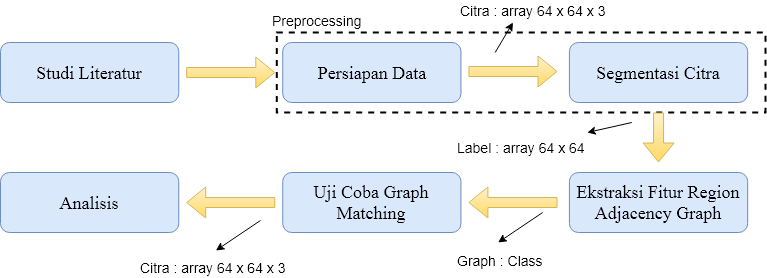 Preprocessing
Citra : array 64 x 64 x 3
Studi Literatur
Persiapan Data
Segmentasi Citra
Label : array 64 x 64
Analisis
Uji Coba Graph
Matching
Ekstraksi Fitur Region
Adjacency Graph
Citra : array 64 x 64 x 3
Graph : Class